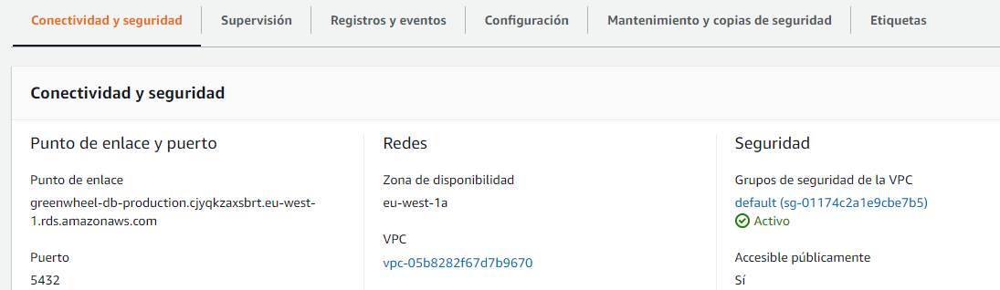 Conectividad y seguridad
Supervisión
Registros y eventos
Configuración
Mantenimiento y copias de seguridad
Etiquetas
Conectividad y seguridad
Punto de enlace y puerto
Punto de enlace
greenwheel-db-production.cjyqkzaxsbrt.eu-west-
1.rds.amazonaws.com
Puerto
5432
Redes
Zona de disponibilidad
eu-west-1a
VPC
vpc-05b8282f67d7b9670
Seguridad
Grupos de seguridad de la VPC
default (sg-01174c2a1e9cbe7b5)
Activo
Accesible públicamente
Sí